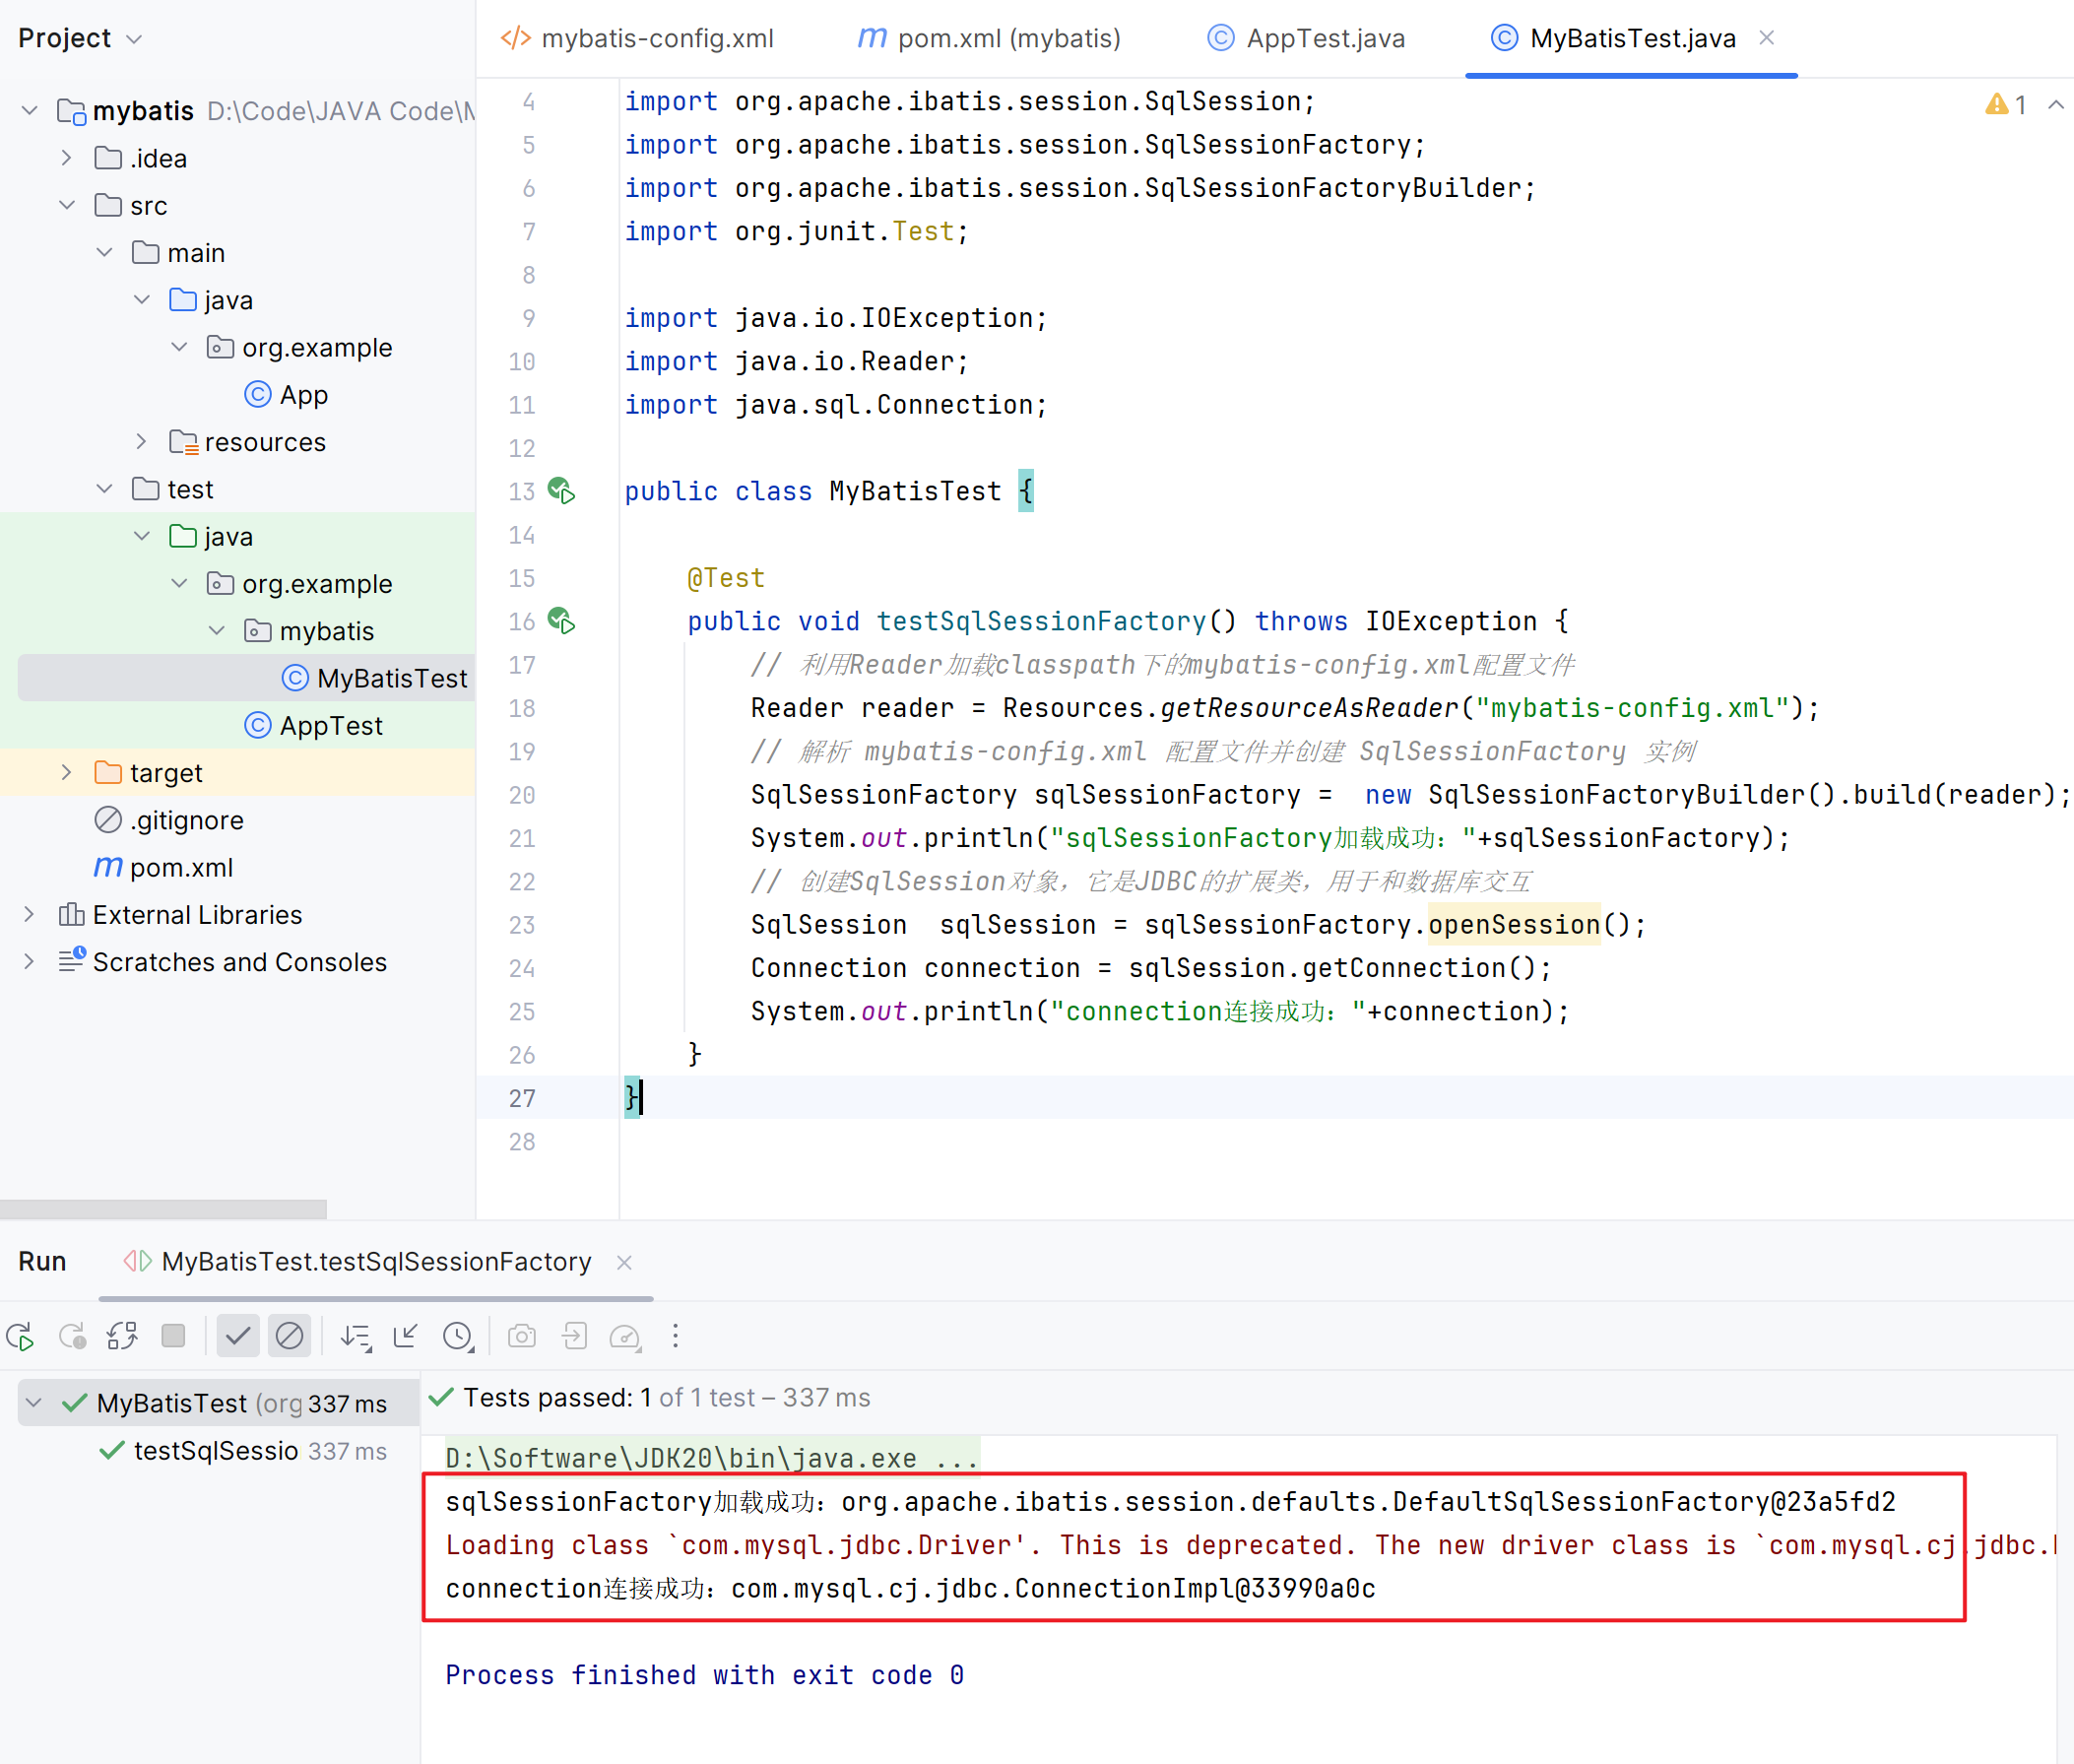 Project
mybatis D:\Code\JAVA Code\
.idea
src
main
java
org.example
App
resources
test
java
org.example
mybatis
MyBatisTest
AppTest
target
.gitignore
pom.xml
External Libraries
Scratches and Consoles
mybatis-config.xml
pom.xml (mybatis)
AppTest.java
MyBatisTest.java
1
4 import org.apache.ibatis.session.SqlSession;
5 import org.apache.ibatis.session.SqlSessionFactory;
6 import org.apache.ibatis.session.SqlSessionFactoryBuilder;
7 import org.junit.Test;
8
9 import java.io.IOException;
10 import java.io.Reader;
11 import java.sql.Connection;
12
13 public class MyBatisTest {
14
15 @Test
16 public void testSqlSessionFactory() throws IOException {
17 // 利用Reader加载classpath下的mybatis-config.xml配置文件
18 Reader reader = Resources.getResourceAsReader("mybatis-config.xml");
19 // 解析 mybatis-config.xml 配置文件并创建 SqlSessionFactory 实例
20 SqlSessionFactory sqlSessionFactory =  new SqlSessionFactoryBuilder().build(reader);
21 System.out.println("sqlSessionFactory加载成功："+sqlSessionFactory);
22 // 创建SqlSession对象，它是JDBC的扩展类，用于和数据库交互
23 SqlSession  sqlSession = sqlSessionFactory.openSession();
24 Connection connection = sqlSession.getConnection();
25 System.out.println("connection连接成功："+connection);
26 }
27 }
28
Run
MyBatisTest.testSqlSessionFactory
MyBatisTest (org 337 ms
testSqlSessio 337 ms
Tests passed: 1 of 1 test – 337 ms
D:\Software\JDK20\bin\java.exe ...
sqlSessionFactory加载成功：org.apache.ibatis.session.defaults.DefaultSqlSessionFactory@23a5fd2
Loading class `com.mysql.jdbc.Driver'. This is deprecated. The new driver class is `com.mysql.cj.jdbc.
connection连接成功：com.mysql.cj.jdbc.ConnectionImpl@33990a0c
Process finished with exit code 0